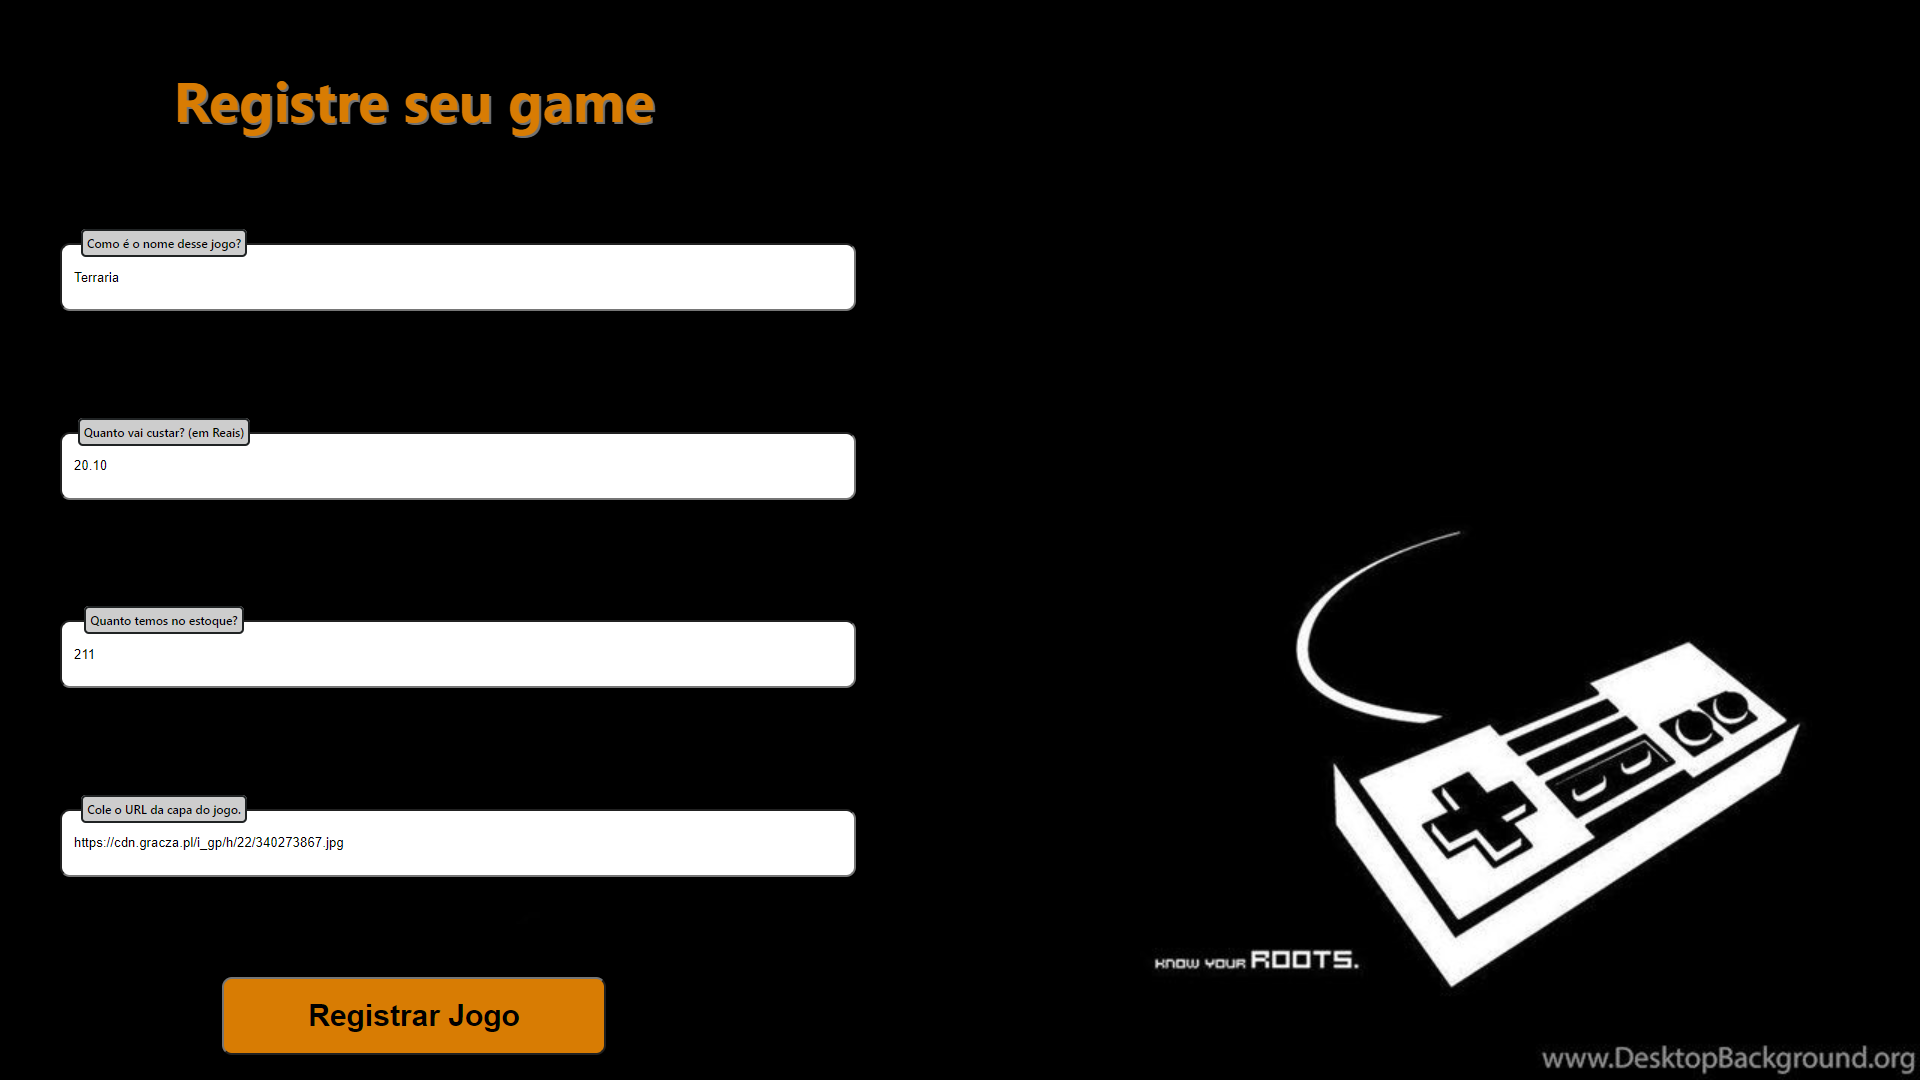 Registre seu game
Como é o nome desse jogo?
Terraria
Quanto vai custar? (em Reais)
20.10
Quanto temos no estoque?
211
Cole o URL da capa do jogo.
https://cdn.gracza.pl/i_gp/h/22/340273867.jpg
Registrar Jogo
KNOW YOUR ROOTS.
www.DesktopBackground.org